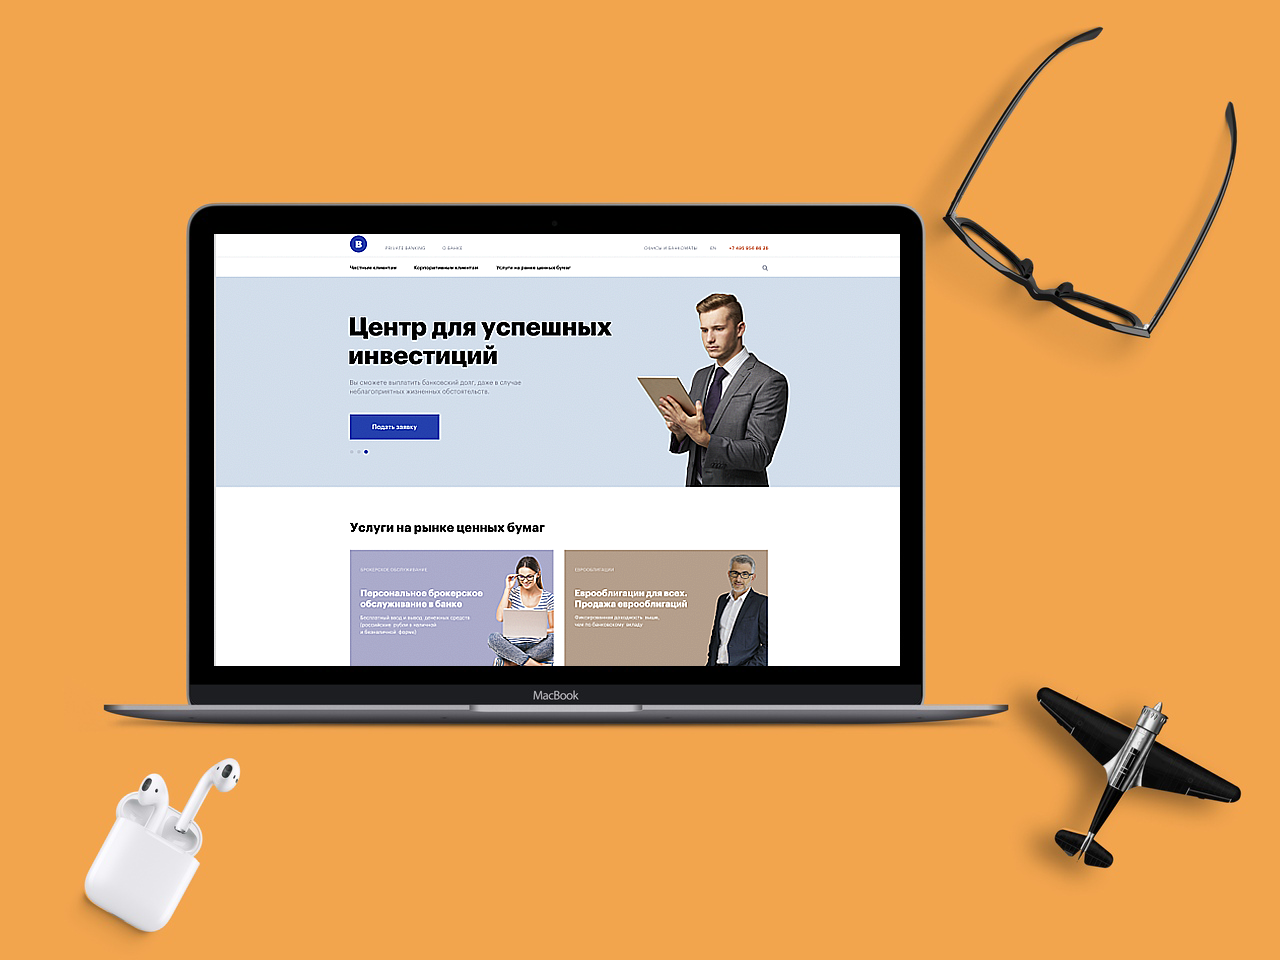 B
PRIVATE BANKING
О БАНКЕ
ОФИСЫ И БАНКОМАТЫ
EN
Частным клиентам
Корпоративным клиентам
Услуги на рынке ценных бумаг
Центр для успешных
инвестиций
Вы сможете выплатить банковский долг, даже в случае
неблагоприятных жизненных обстоятельств.
Подать заявку
Услуги на рынке ценных бумаг
БРОКЕРСКОЕ ОБСЛУЖИВАНИЕ
Персональное брокерское
обслуживание в банке
Бесплатный ввод и вывод денежных средств
(российские рубли в наличной
и безналичной форме)
ЕВРООБЛИГАЦИИ
Еврооблигации для всех.
Продажа еврооблигаций
Фиксированная доходность выше,
чем по банковскому вкладу
MacBook